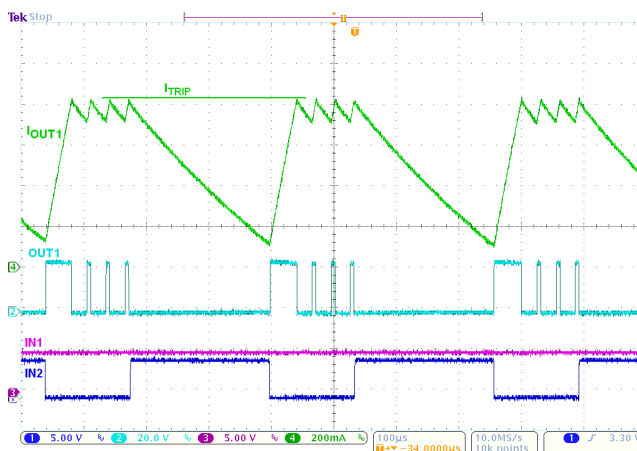 Tek Stop
T
T
ITRIP
IOUT1
OUT1
4
2
IN1
IN2
3
1 5.00 V 2 20.0 V 3 5.00 V 4 200mA
100µs 10.0MS/s 1 3.30 V
T→▼ −34.0000µs 10k points